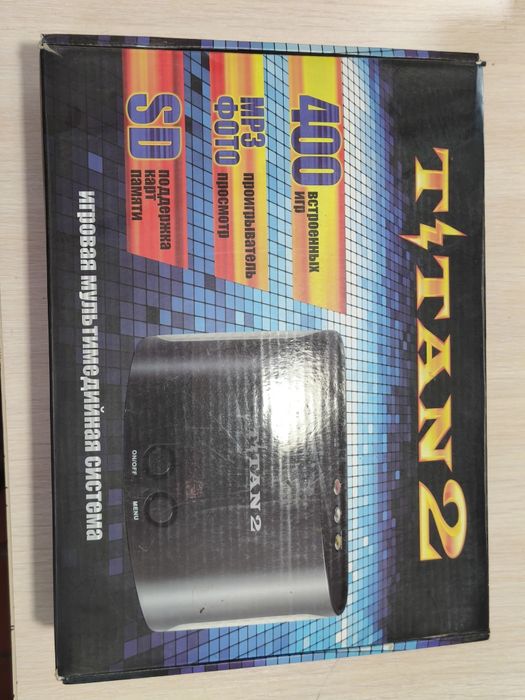 TITAN 2
400
встроенных
игр
MP3
ФОТО
проигрыватель
просмотр
SD
поддержка
карт
памяти
TITAN 2
ON/OFF
MENU
игровая мультимедийная система